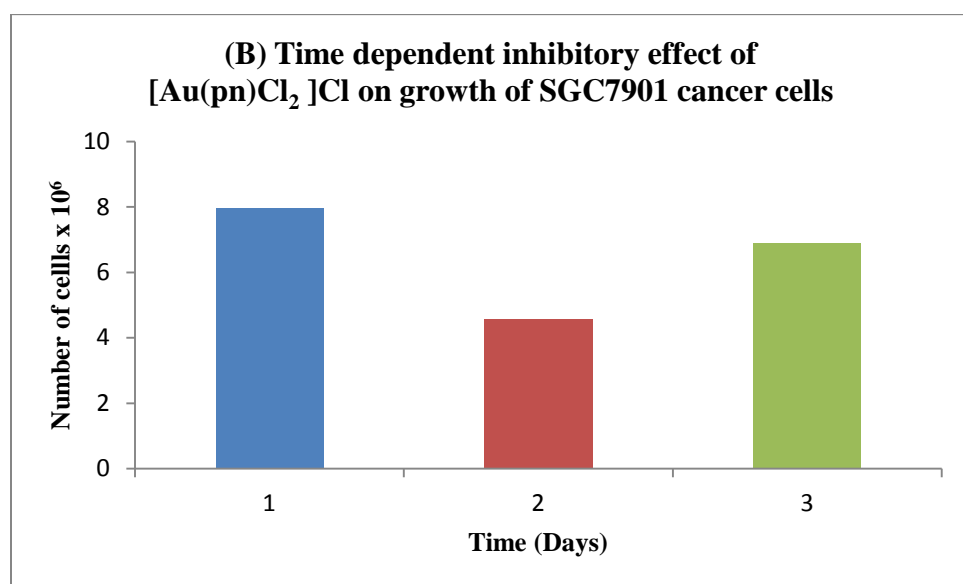 (B) Time dependent inhibitory effect of
[Au(pn)Cl₂ ]Cl on growth of SGC7901 cancer cells
Number of cellls x 10⁶
10
8
6
4
2
0
1 2 3
Time (Days)